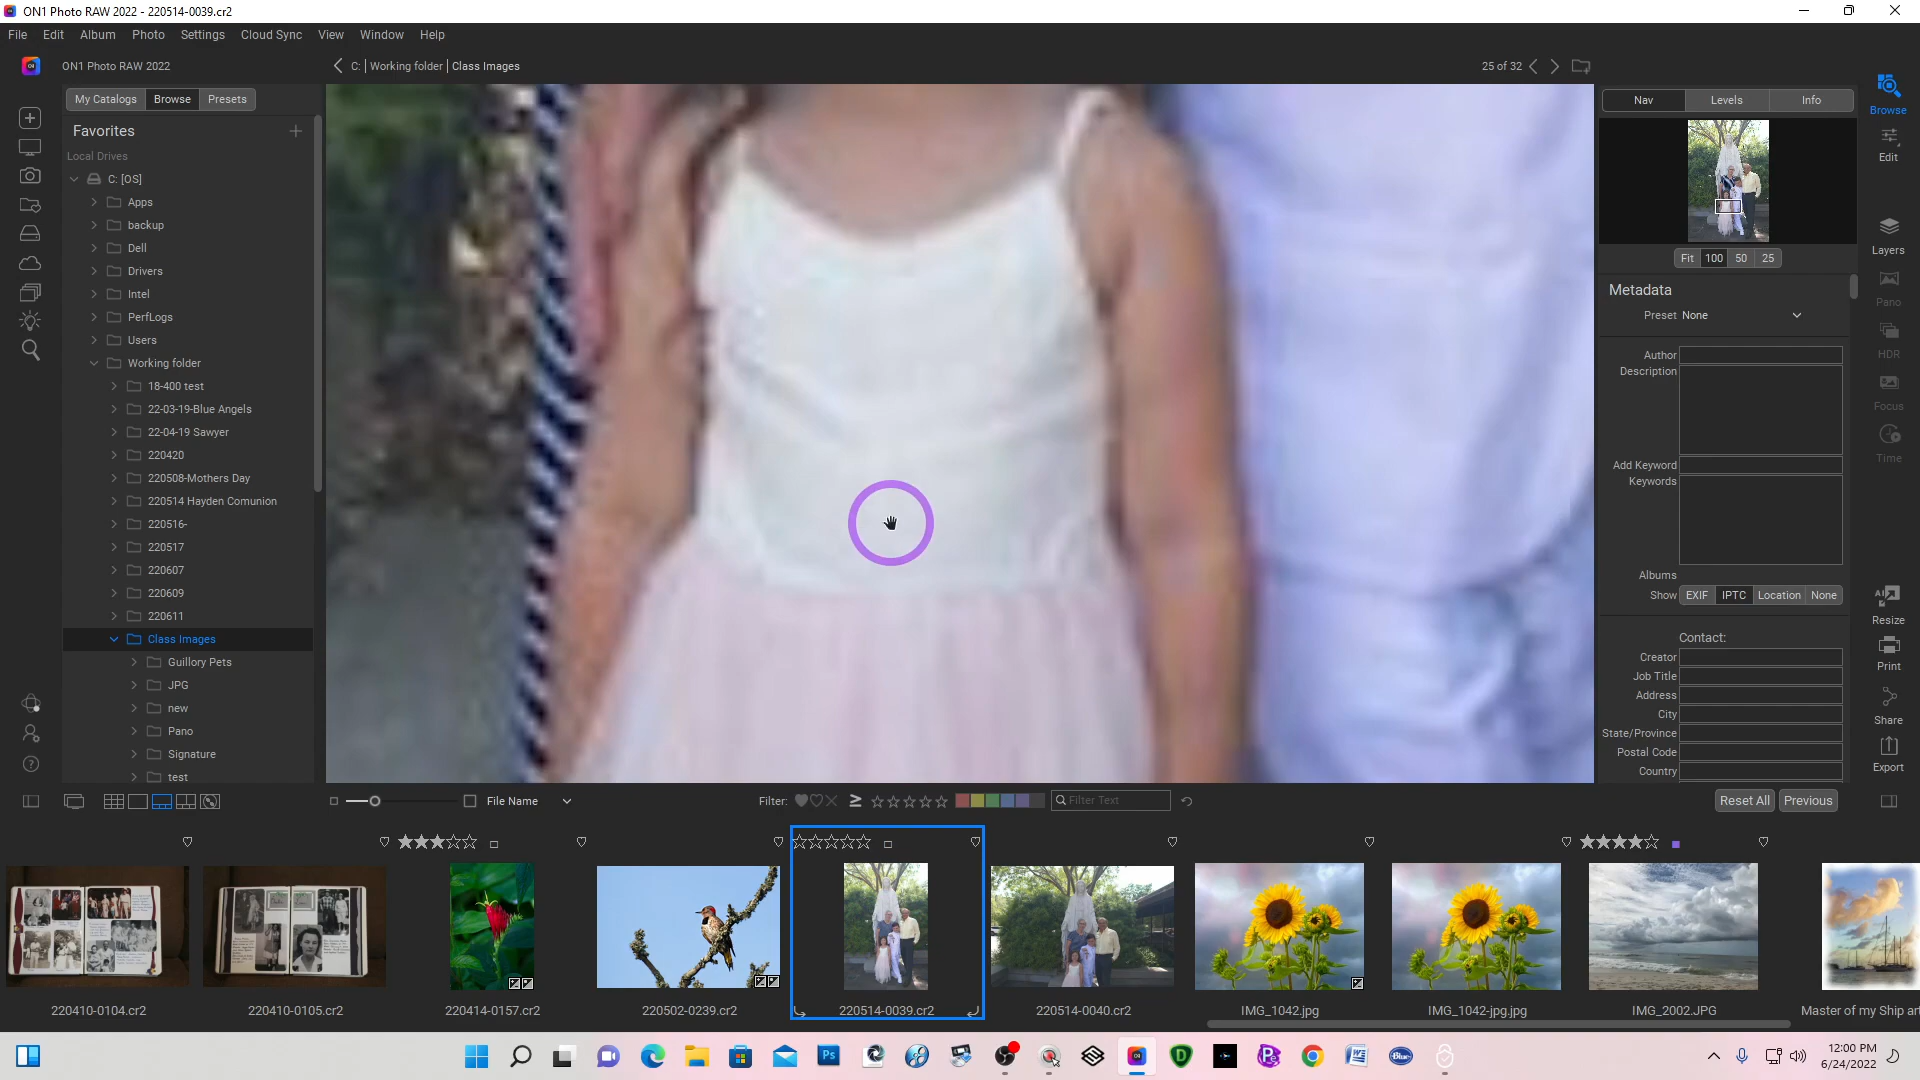 ON1 Photo RAW 2022 - 220514-0039.cr2
File Edit Album Photo Settings Cloud Sync View Window Help
ON1 Photo RAW 2022
C: Working folder Class Images
25 of 32
My Catalogs Browse Presets
Favorites
Local Drives
C: [OS]
Apps
backup
Dell
Drivers
Intel
PerfLogs
Users
Working folder
18-400 test
22-03-19-Blue Angels
22-04-19 Sawyer
220420
220508-Mothers Day
220514 Hayden Comunion
220516-
220517
220607
220609
220611
Class Images
Guillory Pets
JPG
new
Pano
Signature
test
Nav Levels Info
Fit 100 50 25
Metadata
Preset None
Author
Description
Add Keyword
Keywords
Albums
Show EXIF IPTC Location None
Contact:
Creator
Job Title
Address
City
State/Province
Postal Code
Country
Browse
Edit
Layers
Pano
HDR
Focus
Time
Resize
Print
Share
Export
File Name
Filter:
Filter Text
Reset All Previous
220410-0104.cr2
220410-0105.cr2
220414-0157.cr2
220502-0239.cr2
220514-0039.cr2
220514-0040.cr2
IMG_1042.jpg
IMG_1042-jpg.jpg
IMG_2002.JPG
Master of my Ship art
Ps
12:00 PM
6/24/2022